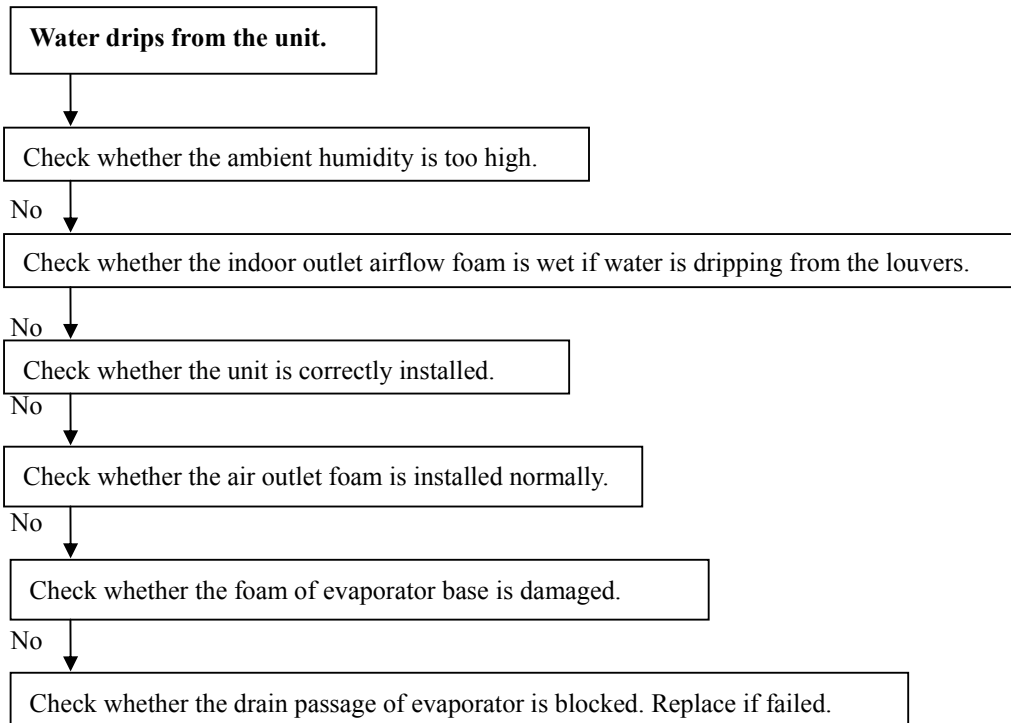 Water drips from the unit.
Check whether the ambient humidity is too high.
No
Check whether the indoor outlet airflow foam is wet if water is dripping from the louvers.
No
Check whether the unit is correctly installed.
No
Check whether the air outlet foam is installed normally.
No
Check whether the foam of evaporator base is damaged.
No
Check whether the drain passage of evaporator is blocked. Replace if failed.